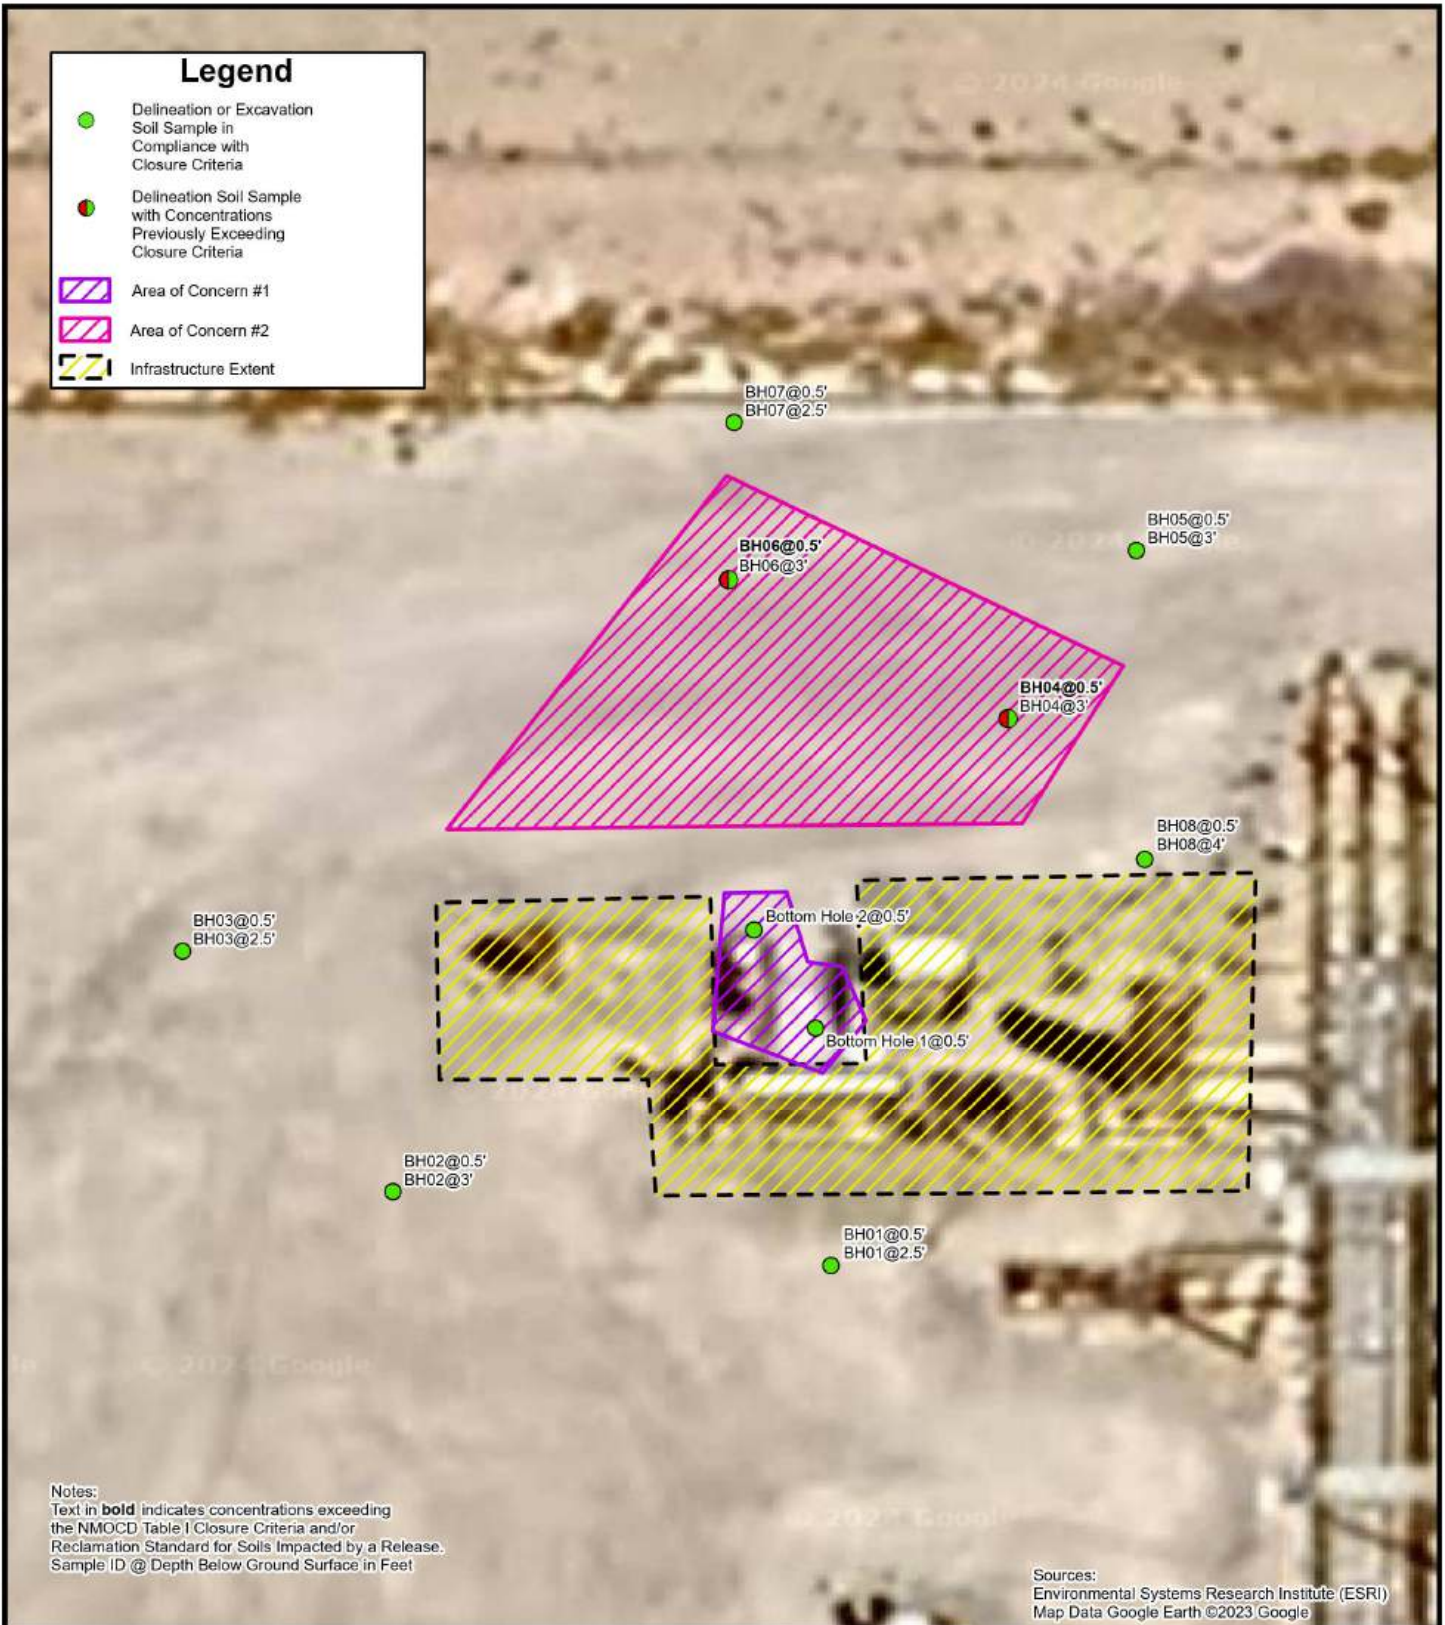 © 2024 Google
Legend
Delineation or Excavation
Soil Sample in
Compliance with
Closure Criteria
Delineation Soil Sample
with Concentrations
Previously Exceeding
Closure Criteria
Area of Concern #1
Area of Concern #2
Infrastructure Extent
BH07@0.5'
BH07@2.5'
BH05@0.5'
BH05@3'
BH06@0.5'
BH06@3'
BH04@0.5'
BH04@3'
BH08@0.5'
BH08@4'
BH03@0.5'
BH03@2.5'
Bottom Hole 2@0.5'
Bottom Hole 1@0.5'
BH02@0.5'
BH02@3'
BH01@0.5'
BH01@2.5'
© 2024 Google
Notes:
Text in bold indicates concentrations exceeding
the NMOCD Table I Closure Criteria and/or
Reclamation Standard for Soils Impacted by a Release.
Sample ID @ Depth Below Ground Surface in Feet
Sources:
Environmental Systems Research Institute (ESRI)
Map Data Google Earth ©2023 Google